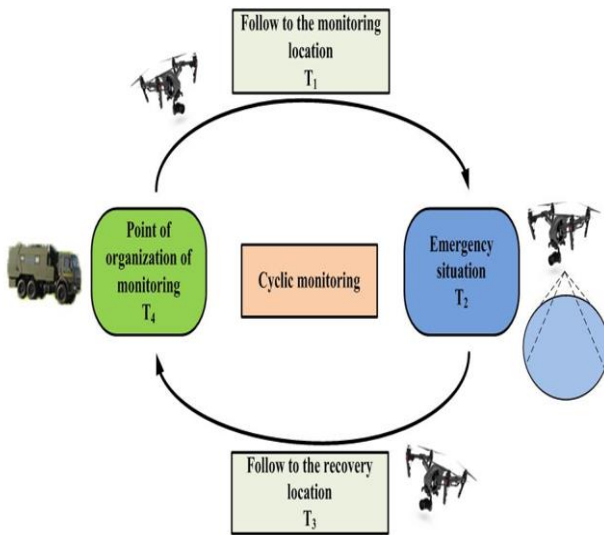 Follow to the monitoring
location
T₁
Point of
organization of
monitoring
T₄
Cyclic monitoring
Emergency
situation
T₂
Follow to the recovery
location
T₃